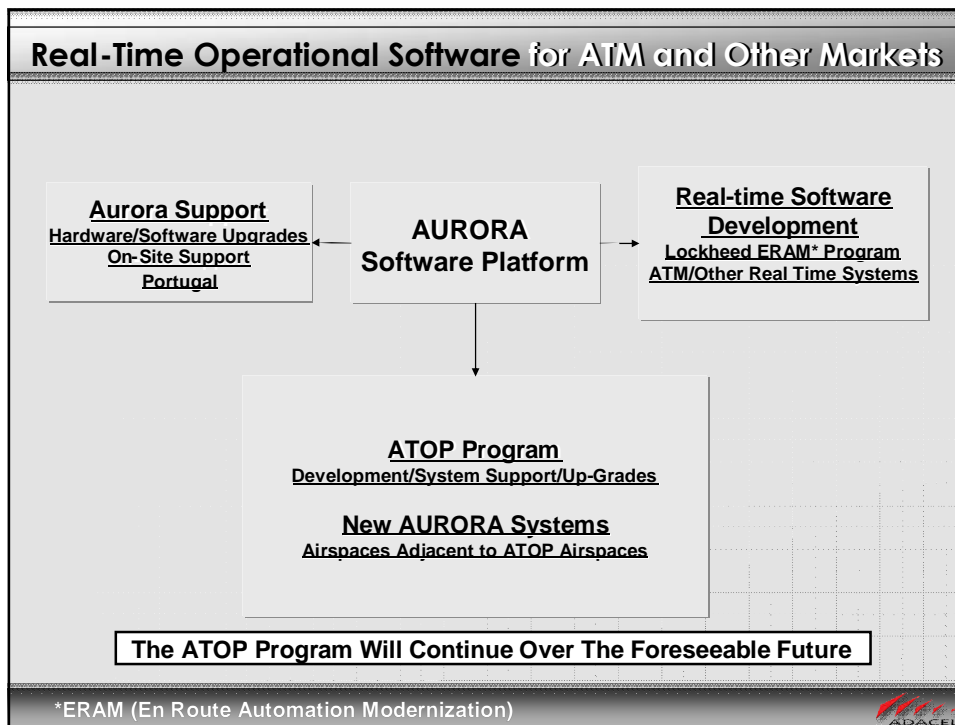 Real-Time Operational Software for ATM and Other Markets
Aurora Support
Hardware/Software Upgrades
On-Site Support
Portugal
AURORA
Software Platform
Real-time Software
Development
Lockheed ERAM* Program
ATM/Other Real Time Systems
ATOP Program
Development/System Support/Up-Grades
New AURORA Systems
Airspaces Adjacent to ATOP Airspaces
The ATOP Program Will Continue Over The Foreseeable Future
*ERAM (En Route Automation Modernization)
ADACEL